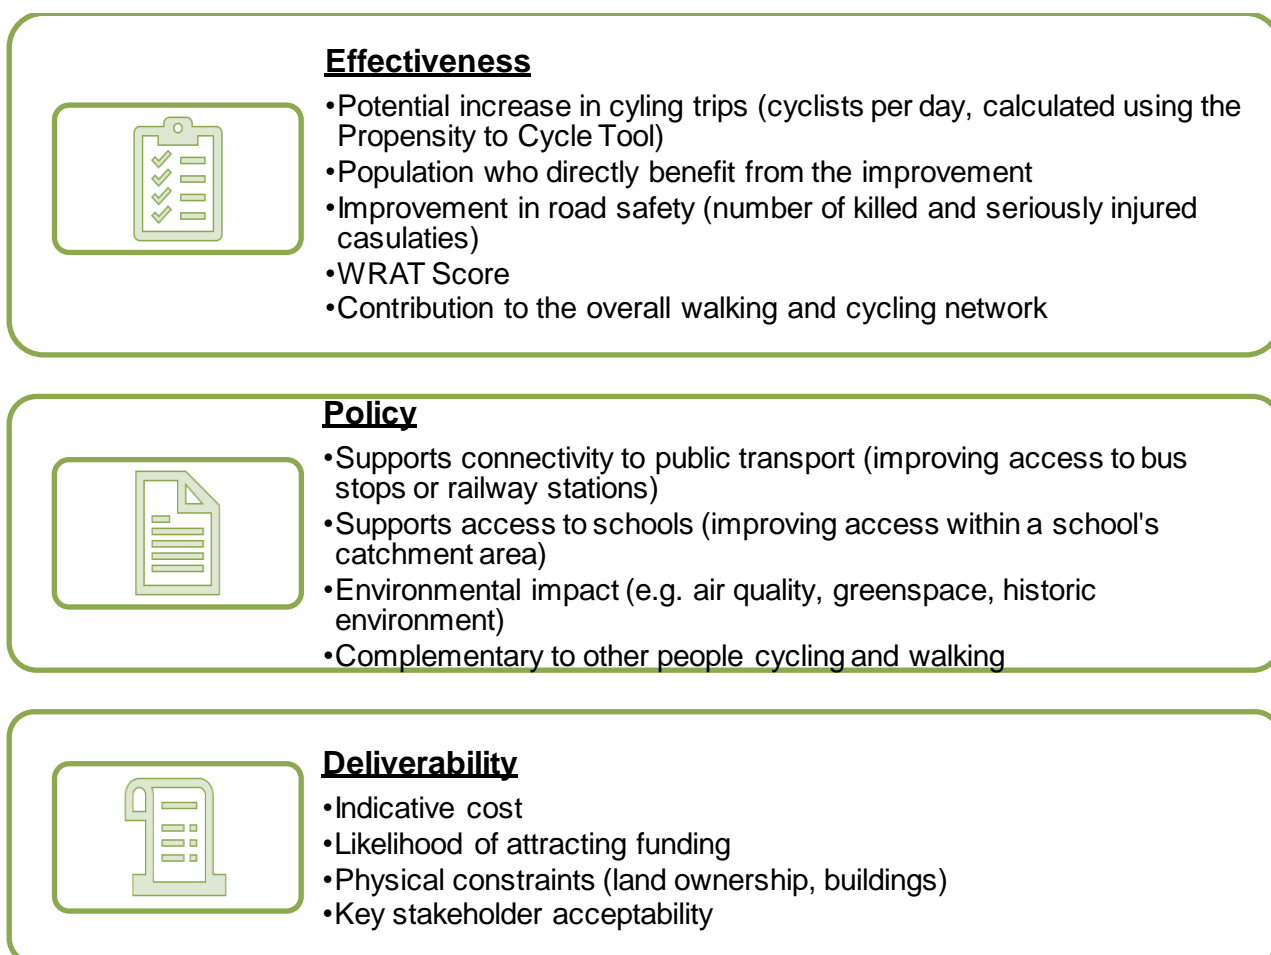 Effectiveness
•Potential increase in cyling trips (cyclists per day, calculated using the
Propensity to Cycle Tool)
•Population who directly benefit from the improvement
•Improvement in road safety (number of killed and seriously injured
casulaties)
•WRAT Score
•Contribution to the overall walking and cycling network
Policy
•Supports connectivity to public transport (improving access to bus
stops or railway stations)
•Supports access to schools (improving access within a school's
catchment area)
•Environmental impact (e.g. air quality, greenspace, historic
environment)
•Complementary to other people cycling and walking
Deliverability
•Indicative cost
•Likelihood of attracting funding
•Physical constraints (land ownership, buildings)
•Key stakeholder acceptability